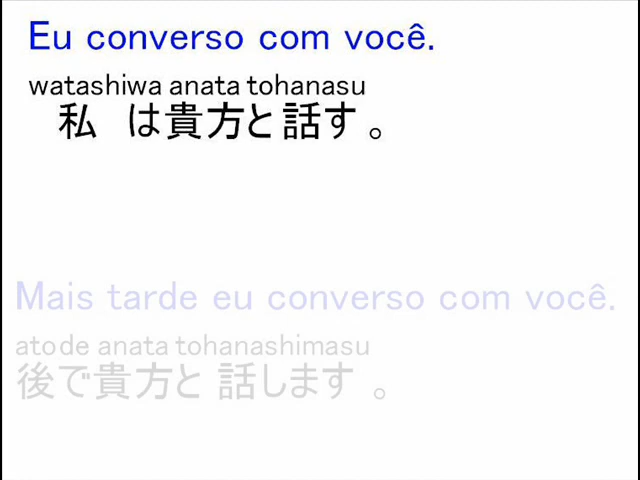 Eu converso com você.
watashiwa anata tohanasu
私 は貴方と話す。
Mais tarde eu converso com você.
atode anata tohanashimasu
後で貴方と 話します 。